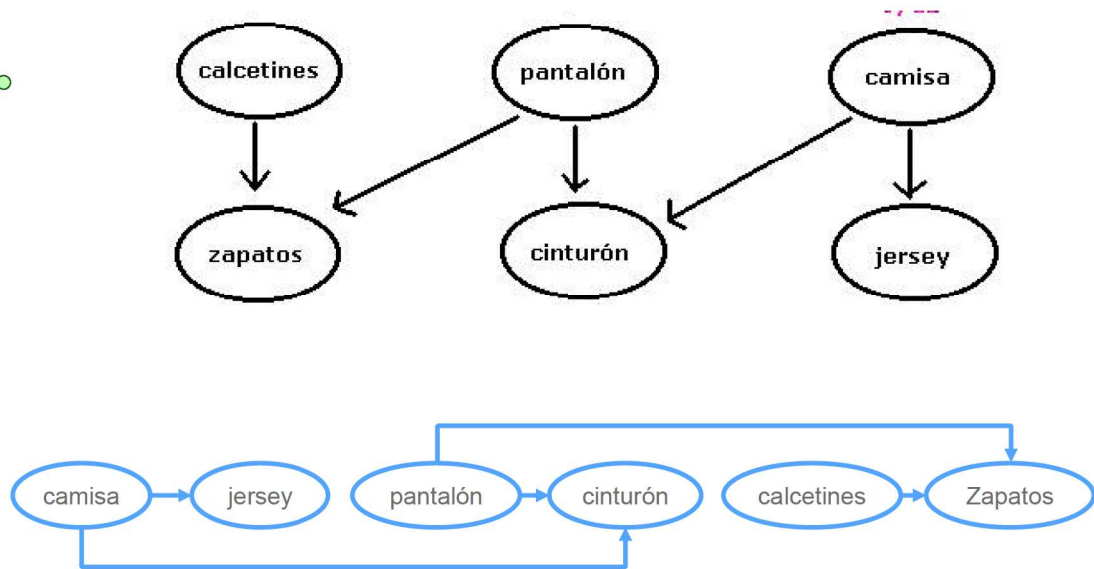 calcetines pantalón camisa
zapatos cinturón jersey
camisa jersey pantalón cinturón calcetines Zapatos